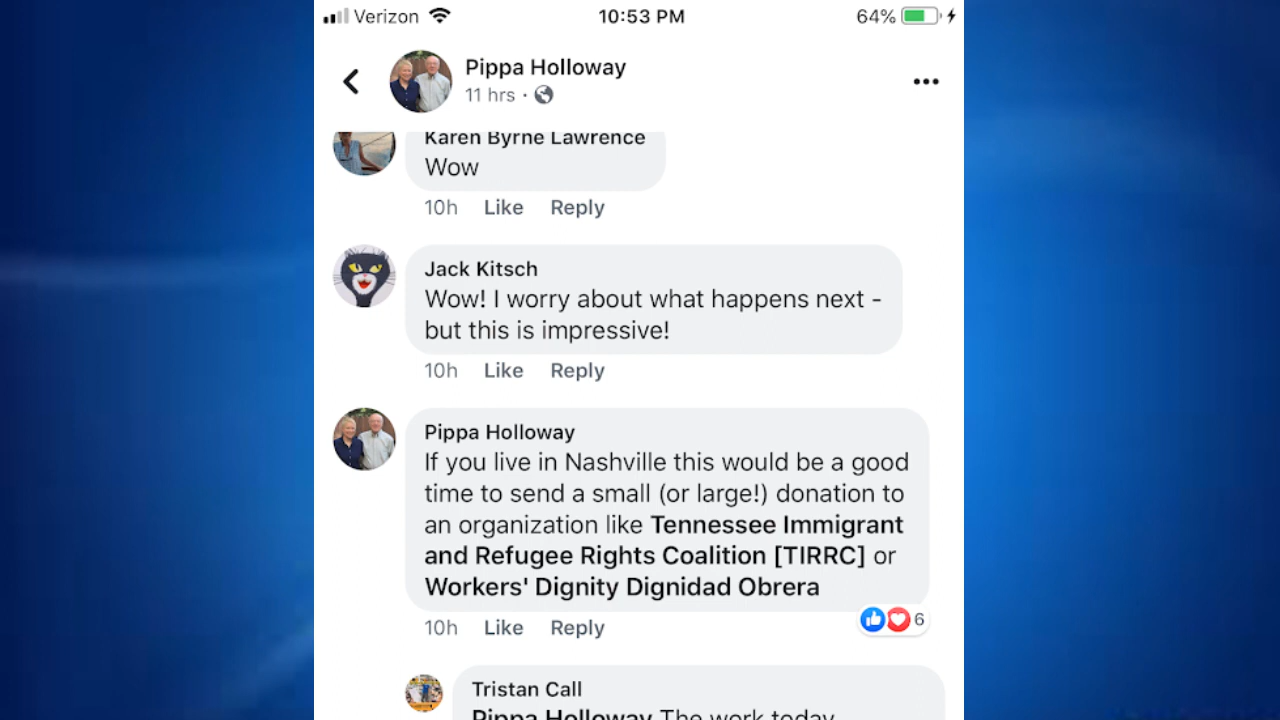 Verizon 10:53 PM 64%
Pippa Holloway
11 hrs ·
Karen Byrne Lawrence
Wow
10h Like Reply
Jack Kitsch
Wow! I worry about what happens next -
but this is impressive!
10h Like Reply
Pippa Holloway
If you live in Nashville this would be a good
time to send a small (or large!) donation to
an organization like Tennessee Immigrant
and Refugee Rights Coalition [TIRRC] or
Workers' Dignity Dignidad Obrera
10h Like Reply 6
Tristan Call
Pippa Holloway The work today